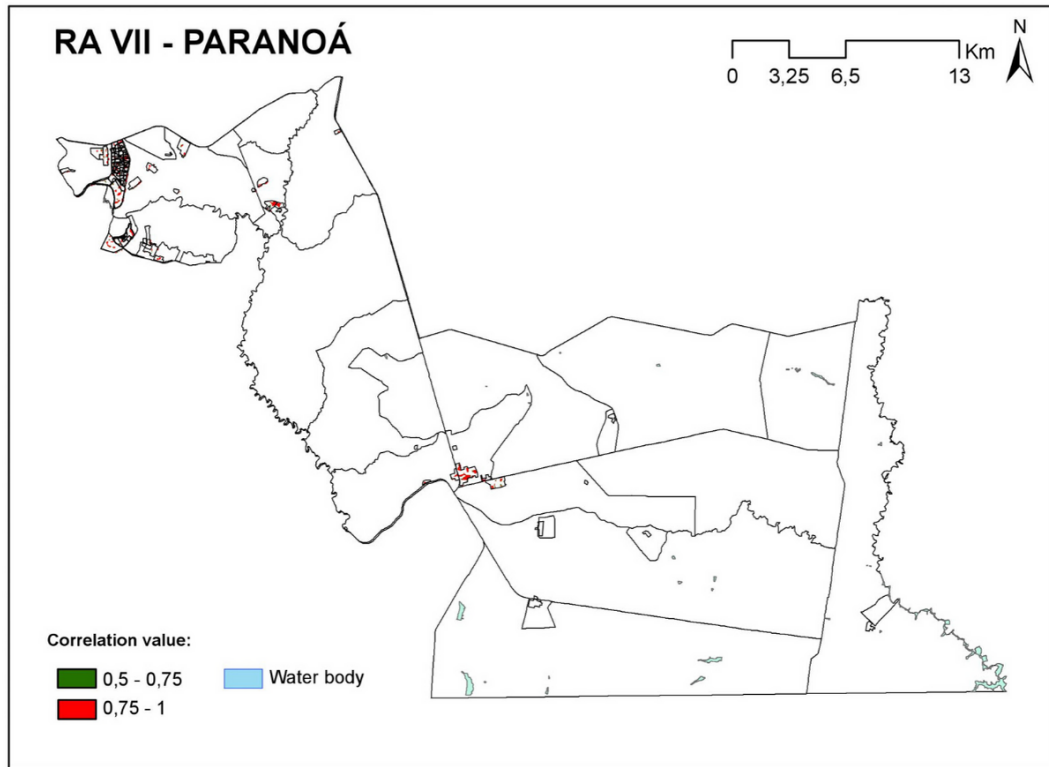 RA VII - PARANOÁ
N
Km
0 3,25 6,5 13
Correlation value:
0,5 - 0,75
Water body
0,75 - 1